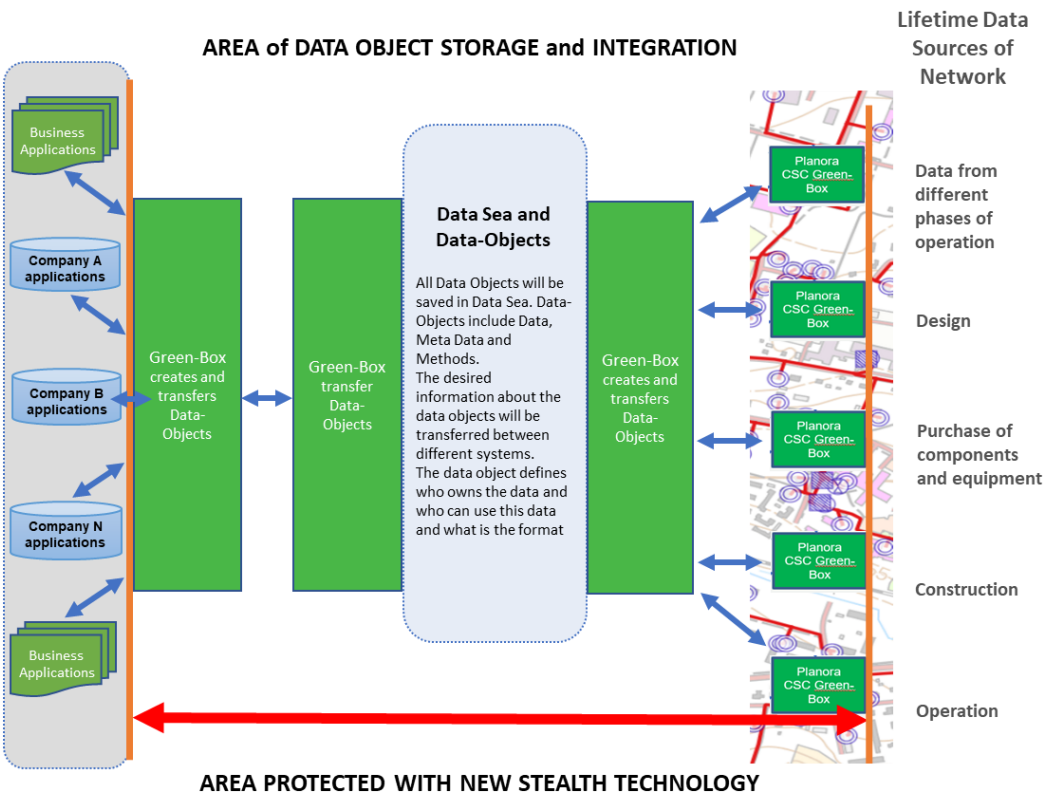 AREA of DATA OBJECT STORAGE and INTEGRATION
Lifetime Data
Sources of
Network
Business
Applications
Company A
applications
Company B
applications
Company N
applications
Business
Applications
Green-Box
creates and
transfers
Data-
Objects
Green-Box
transfer
Data-
Objects
Data Sea and
Data-Objects
All Data Objects will be
saved in Data Sea. Data-
Objects include Data,
Meta Data and
Methods.
The desired
information about the
data objects will be
transferred between
different systems.
The data object defines
who owns the data and
who can use this data
and what is the format
Green-Box
creates and
transfers
Data-
Objects
Planora
CSC Green-
Box
Planora
CSC Green-
Box
Planora
CSC Green-
Box
Planora
CSC Green-
Box
Planora
CSC Green-
Box
Data from
different
phases of
operation
Design
Purchase of
components
and equipment
Construction
Operation
AREA PROTECTED WITH NEW STEALTH TECHNOLOGY